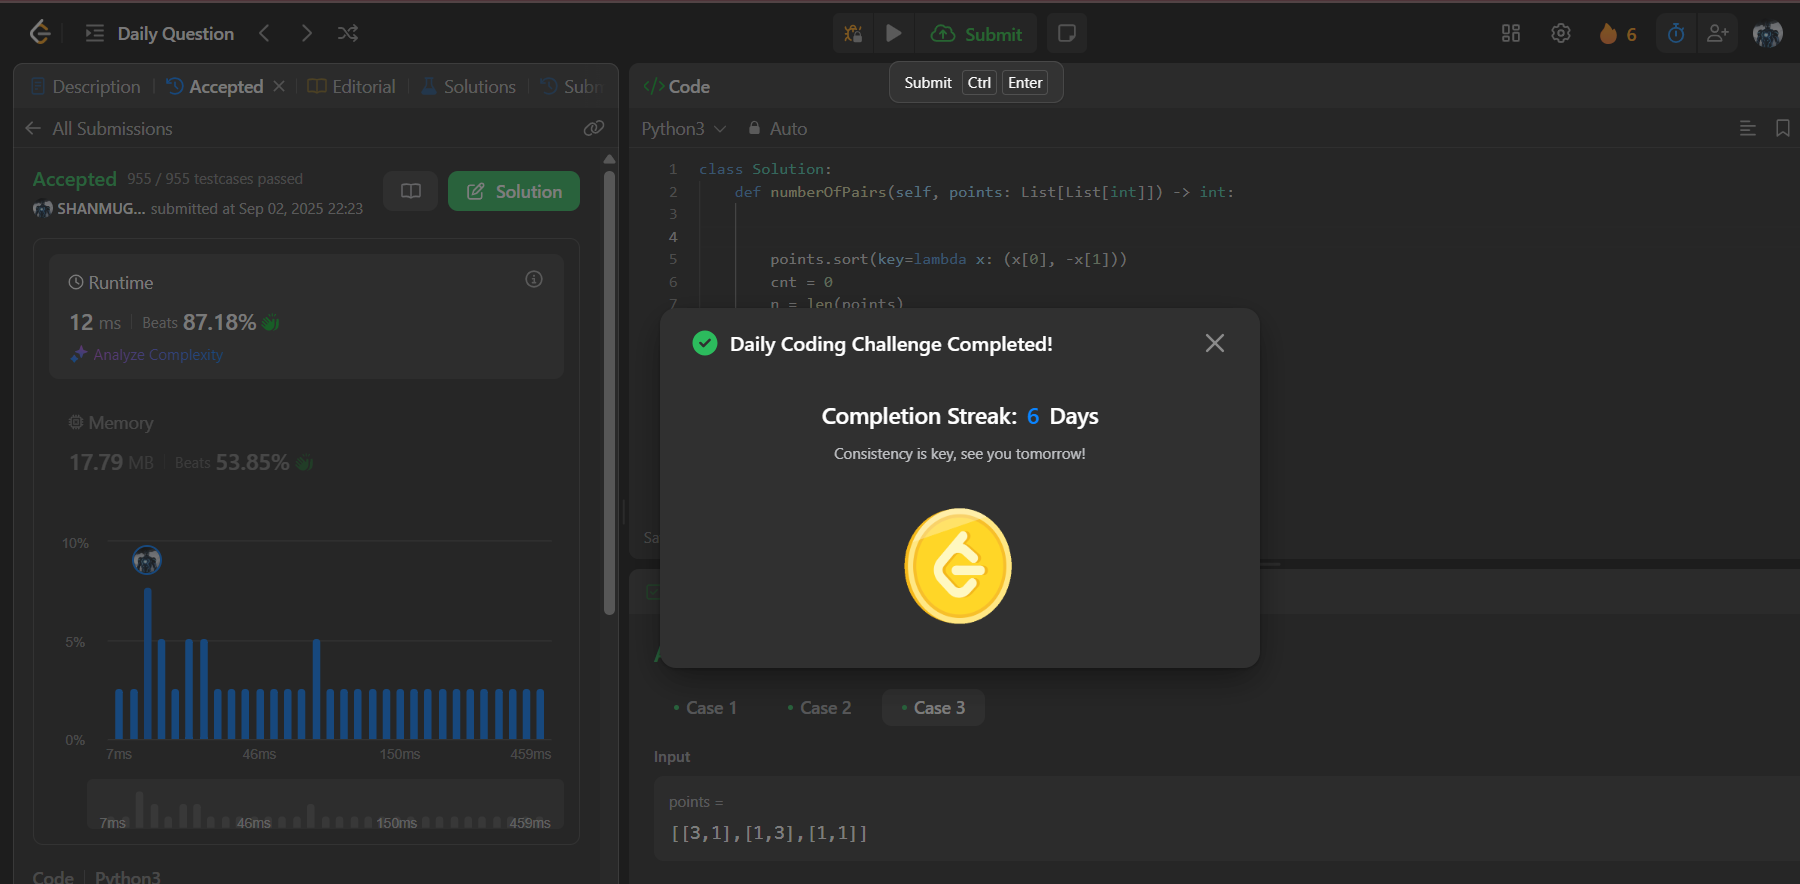 Daily Question
Submit
6
Submit Ctrl Enter
Description
Accepted
Editorial
Solutions
Subn
All Submissions
Accepted 955 / 955 testcases passed
SHANMUG... submitted at Sep 02, 2025 22:23
Solution
Runtime
12 ms Beats 87.18%
Analyze Complexity
Memory
17.79 MB Beats 53.85%
10%
5%
0%
7ms 46ms 150ms 459ms
7ms 46ms 150ms 459ms
Code Python3
</> Code
Python3 Auto
1 class Solution:
2 def numberOfPairs(self, points: List[List[int]]) -> int:
3
4
5 points.sort(key=lambda x: (x[0], -x[1]))
6 cnt = 0
7 n = len(points)
Sa
Daily Coding Challenge Completed!
Completion Streak: 6 Days
Consistency is key, see you tomorrow!
Case 1
Case 2
Case 3
Input
points =
[[3,1],[1,3],[1,1]]